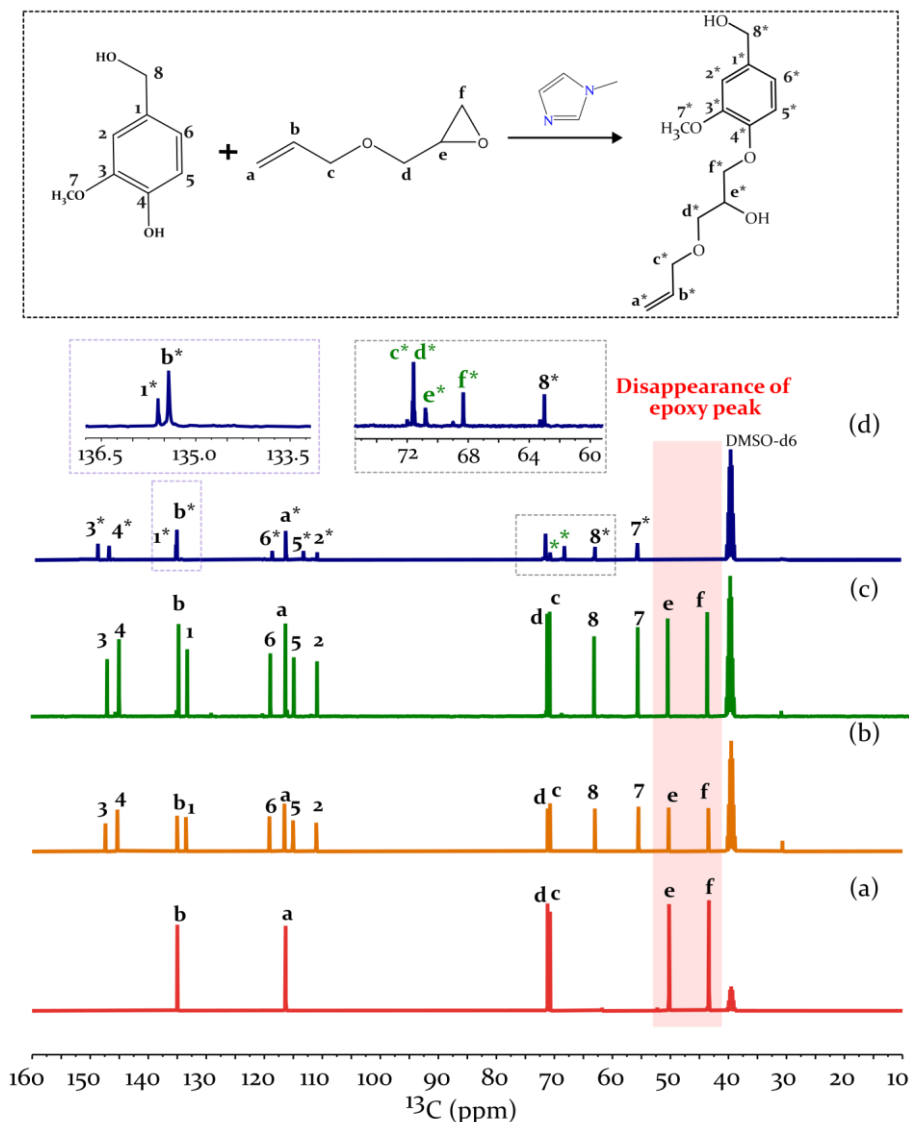 HO
8
1
2
6
3
5
4
7
H₃CO
OH
+
a
b
c
O
d
e
f
O
N
N
HO
8*
1*
2*
6*
3*
5*
7*
H₃CO
4*
O
f*
e*
OH
d*
O
c*
b*
a*
1* b*
136.5 135.0 133.5
c* d* e* f* 8*
72 68 64 60
Disappearance of
epoxy peak
(d)
DMSO-d6
3* 4* 1* b* 6* a* 5* 2* * * 8* 7*
(c)
3 4 b 1 6 a 5 2 d c 8 7 e f
(b)
3 4 b 1 6 a 5 2 d c 8 7 e f
(a)
b a d c e f
160 150 140 130 120 110 100 90 80 70 60 50 40 30 20 10
¹³C (ppm)